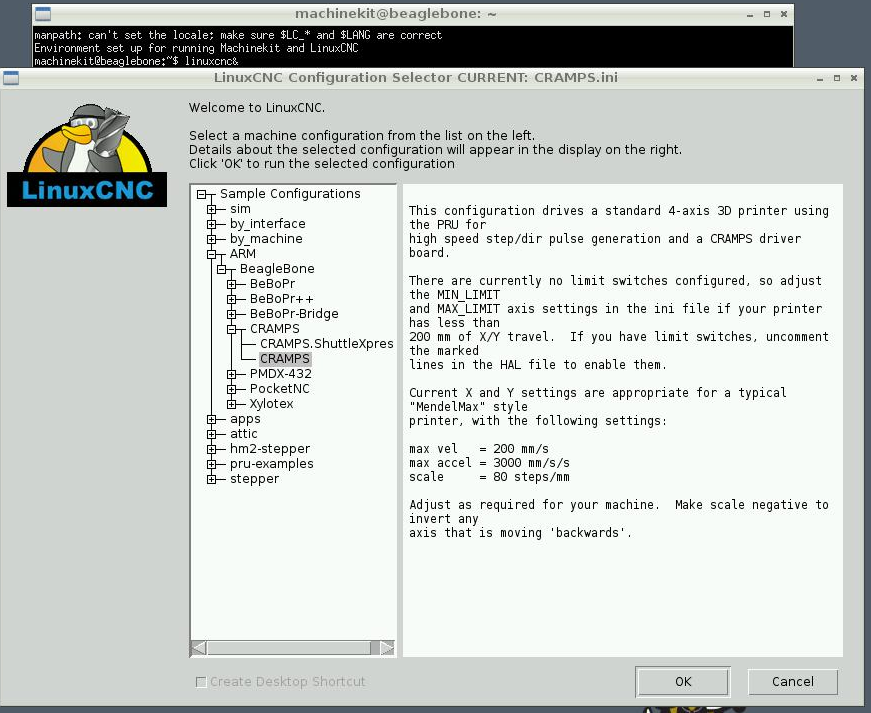 machinekit@beaglebone: ~
manpath: can't set the locale; make sure $LC_* and $LANG are correct
Environment set up for running Machinekit and LinuxCNC
machinekit@beaglebone:~$ linuxcnc&
LinuxCNC Configuration Selector CURRENT: CRAMPS.ini
LinuxCNC
Welcome to LinuxCNC.
Select a machine configuration from the list on the left.
Details about the selected configuration will appear in the display on the right.
Click 'OK' to run the selected configuration
Sample Configurations
sim
by_interface
by_machine
ARM
BeagleBone
BeBoPr
BeBoPr++
BeBoPr-Bridge
CRAMPS
CRAMPS.ShuttleXpres
CRAMPS
PMDX-432
PocketNC
Xylotex
apps
attic
hm2-stepper
pru-examples
stepper
This configuration drives a standard 4-axis 3D printer using
the PRU for
high speed step/dir pulse generation and a CRAMPS driver
board.
There are currently no limit switches configured, so adjust
the MIN_LIMIT
and MAX_LIMIT axis settings in the ini file if your printer
has less than
200 mm of X/Y travel.  If you have limit switches, uncomment
the marked
lines in the HAL file to enable them.
Current X and Y settings are appropriate for a typical
"MendelMax" style
printer, with the following settings:
max vel   = 200 mm/s
max accel = 3000 mm/s/s
scale     = 80 steps/mm
Adjust as required for your machine.  Make scale negative to
invert any
axis that is moving 'backwards'.
Create Desktop Shortcut
OK
Cancel